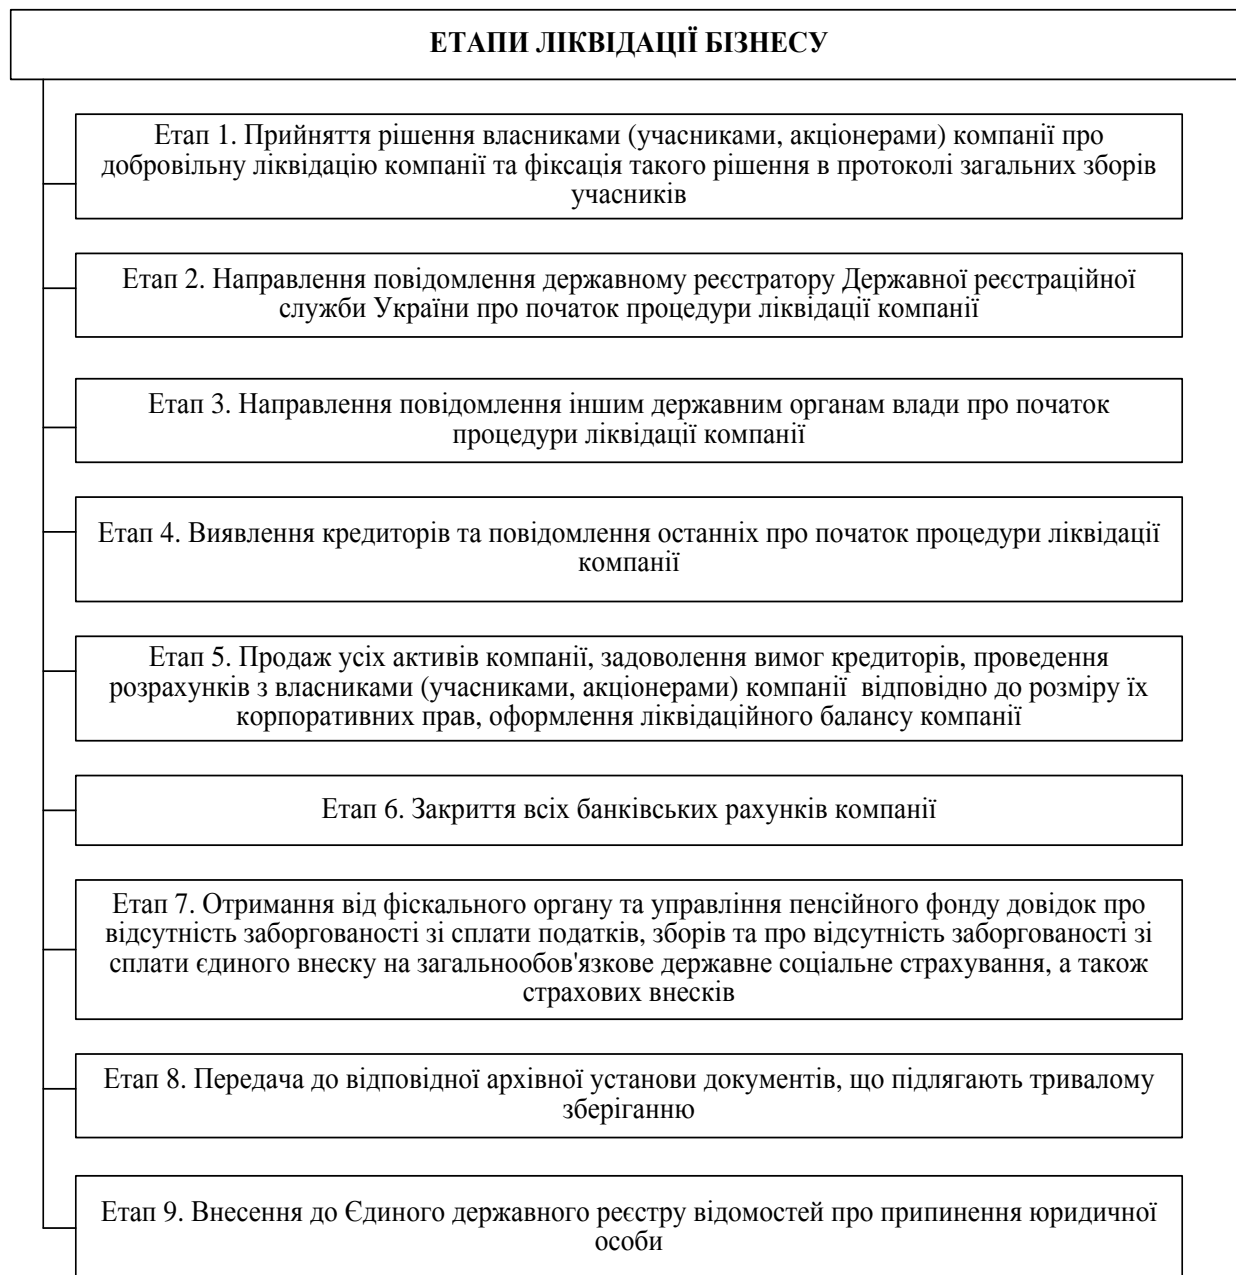 ЕТАПИ ЛІКВІДАЦІЇ БІЗНЕСУ
Етап 1. Прийняття рішення власниками (учасниками, акціонерами) компанії про
добровільну ліквідацію компанії та фіксація такого рішення в протоколі загальних зборів
учасників
Етап 2. Направлення повідомлення державному реєстратору Державної реєстраційної
служби України про початок процедури ліквідації компанії
Етап 3. Направлення повідомлення іншим державним органам влади про початок
процедури ліквідації компанії
Етап 4. Виявлення кредиторів та повідомлення останніх про початок процедури ліквідації
компанії
Етап 5. Продаж усіх активів компанії, задоволення вимог кредиторів, проведення
розрахунків з власниками (учасниками, акціонерами) компанії  відповідно до розміру їх
корпоративних прав, оформлення ліквідаційного балансу компанії
Етап 6. Закриття всіх банківських рахунків компанії
Етап 7. Отримання від фіскального органу та управління пенсійного фонду довідок про
відсутність заборгованості зі сплати податків, зборів та про відсутність заборгованості зі
сплати єдиного внеску на загальнообов'язкове державне соціальне страхування, а також
страхових внесків
Етап 8. Передача до відповідної архівної установи документів, що підлягають тривалому
зберіганню
Етап 9. Внесення до Єдиного державного реєстру відомостей про припинення юридичної
особи